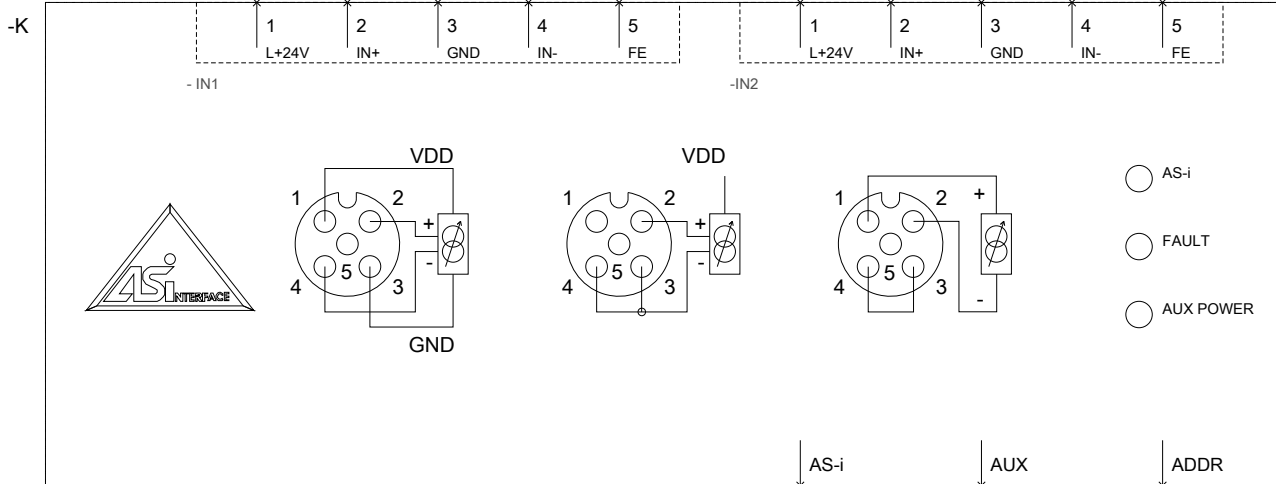 -K
1 2 3 4 5 1 2 3 4 5
L+24V IN+ GND IN- FE L+24V IN+ GND IN- FE
- IN1 -IN2
VDD VDD
1 2 1 2 1 2 +
AS-i
+ + 
FAULT
- - 
4 5 3 4 5 3 4 5 3 -
AUX POWER
GND
ASi INTERFACE
AS-i AUX ADDR